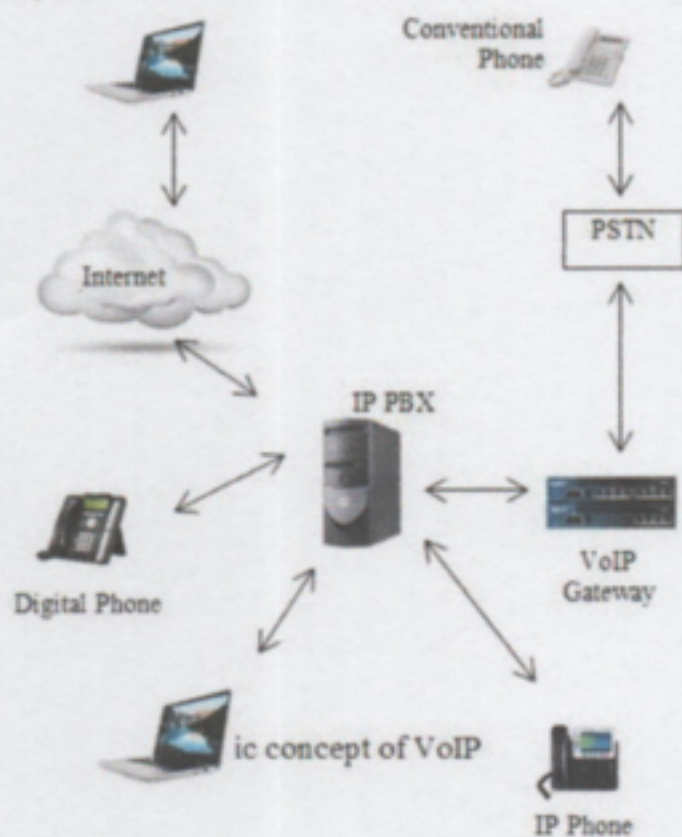 Conventional
Phone
PSTN
Internet
IP PBX
VoIP
Gateway
Digital Phone
ic concept of VoIP
IP Phone